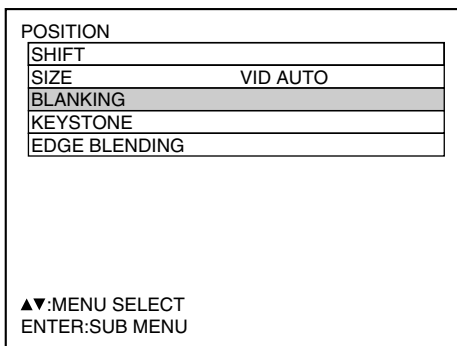 POSITION
SHIFT
SIZE VID AUTO
BLANKING
KEYSTONE
EDGE BLENDING
▲▼:MENU SELECT
ENTER:SUB MENU